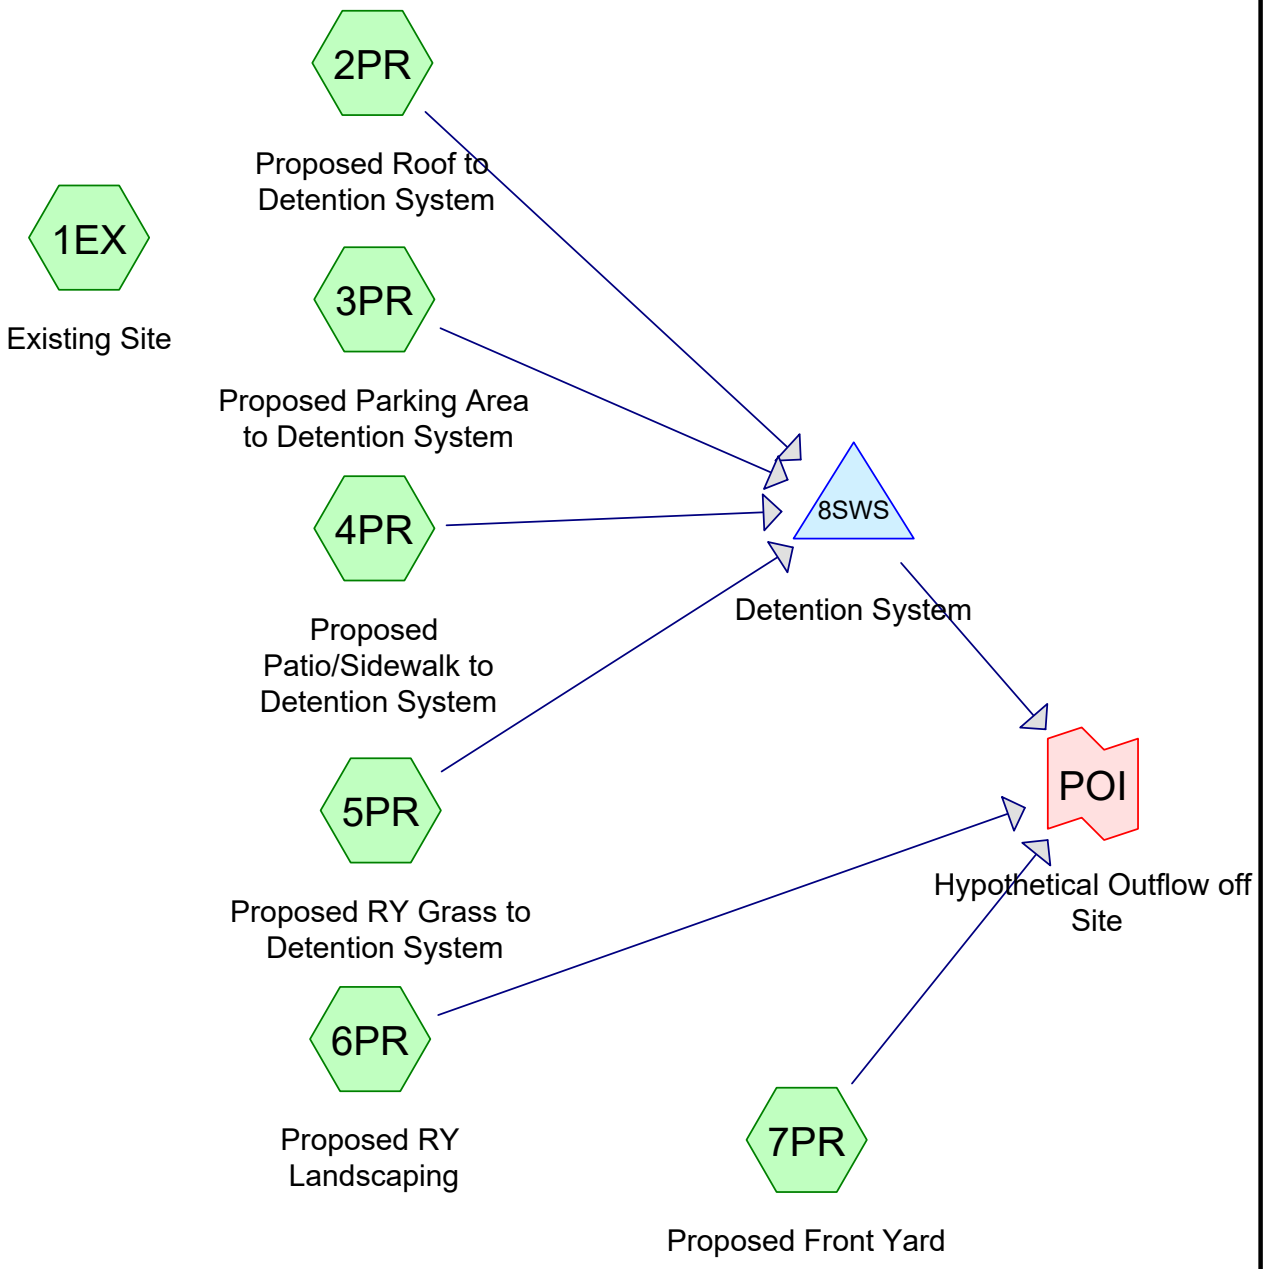 2PR
Proposed Roof to
Detention System
1EX
Existing Site
3PR
Proposed Parking Area
to Detention System
4PR
Proposed
Patio/Sidewalk to
Detention System
8SWS
Detention System
5PR
Proposed RY Grass to
Detention System
POI
Hypothetical Outflow off
Site
6PR
Proposed RY
Landscaping
7PR
Proposed Front Yard